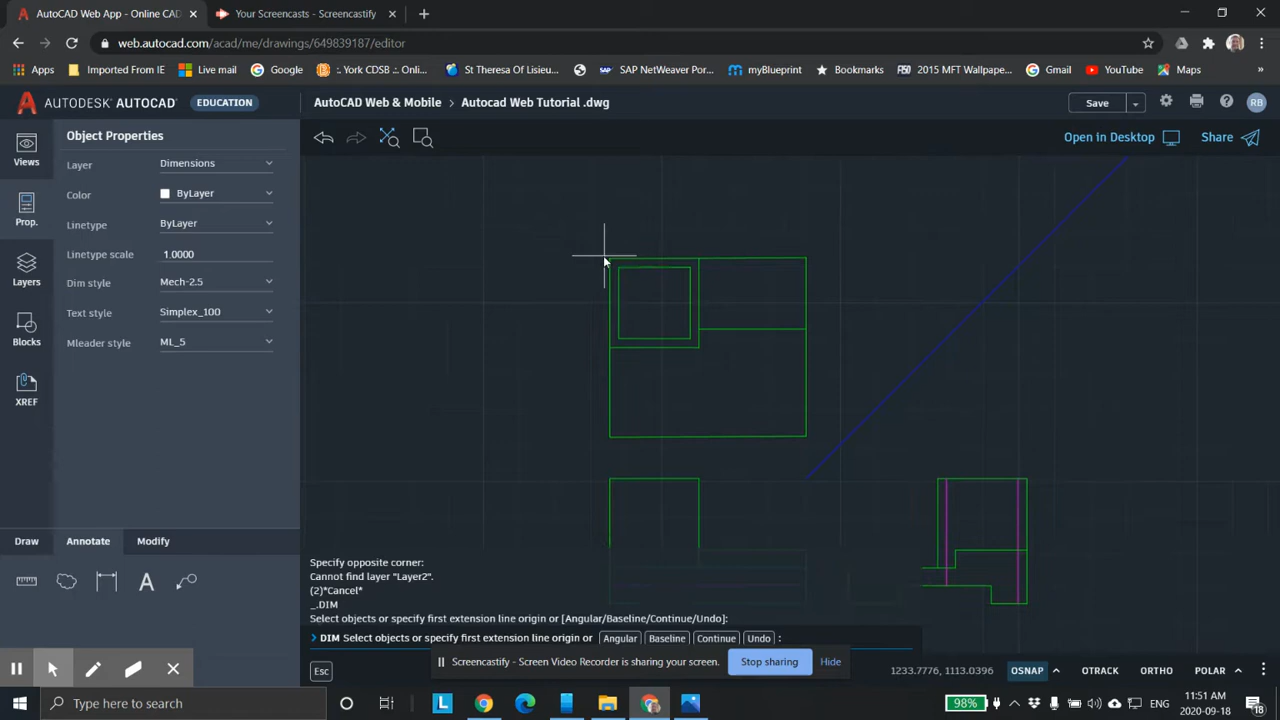 AutoCAD Web App - Online CAD
Your Screencasts - Screencastify
web.autocad.com/acad/me/drawings/649839187/editor
Apps
Imported From IE
Live mail
Google
: York CDSB .:. Onli...
St Theresa Of Lisieu...
SAP NetWeaver Por...
myBlueprint
Bookmarks
2015 MFT Wallpape...
Gmail
YouTube
Maps
AUTODESK® AUTOCAD® EDUCATION
AutoCAD Web & Mobile > Autocad Web Tutorial .dwg
Save
RB
Views
Prop.
Layers
Blocks
XREF
Object Properties
Layer Dimensions
Color ByLayer
Linetype ByLayer
Linetype scale 1.0000
Dim style Mech-2.5
Text style Simplex_100
Mleader style ML_5
Open in Desktop
Share
Draw Annotate Modify
A
Specify opposite corner:
Cannot find layer "Layer2".
(2)*Cancel*
_.DIM
Select objects or specify first extension line origin or [Angular/Baseline/Continue/Undo]:
DIM Select objects or specify first extension line origin or Angular Baseline Continue Undo :
Esc
Screencastify - Screen Video Recorder is sharing your screen. Stop sharing Hide
1233.7776, 1113.0396 OSNAP OTRACK ORTHO POLAR
Type here to search
98%
ENG
11:51 AM
2020-09-18
18